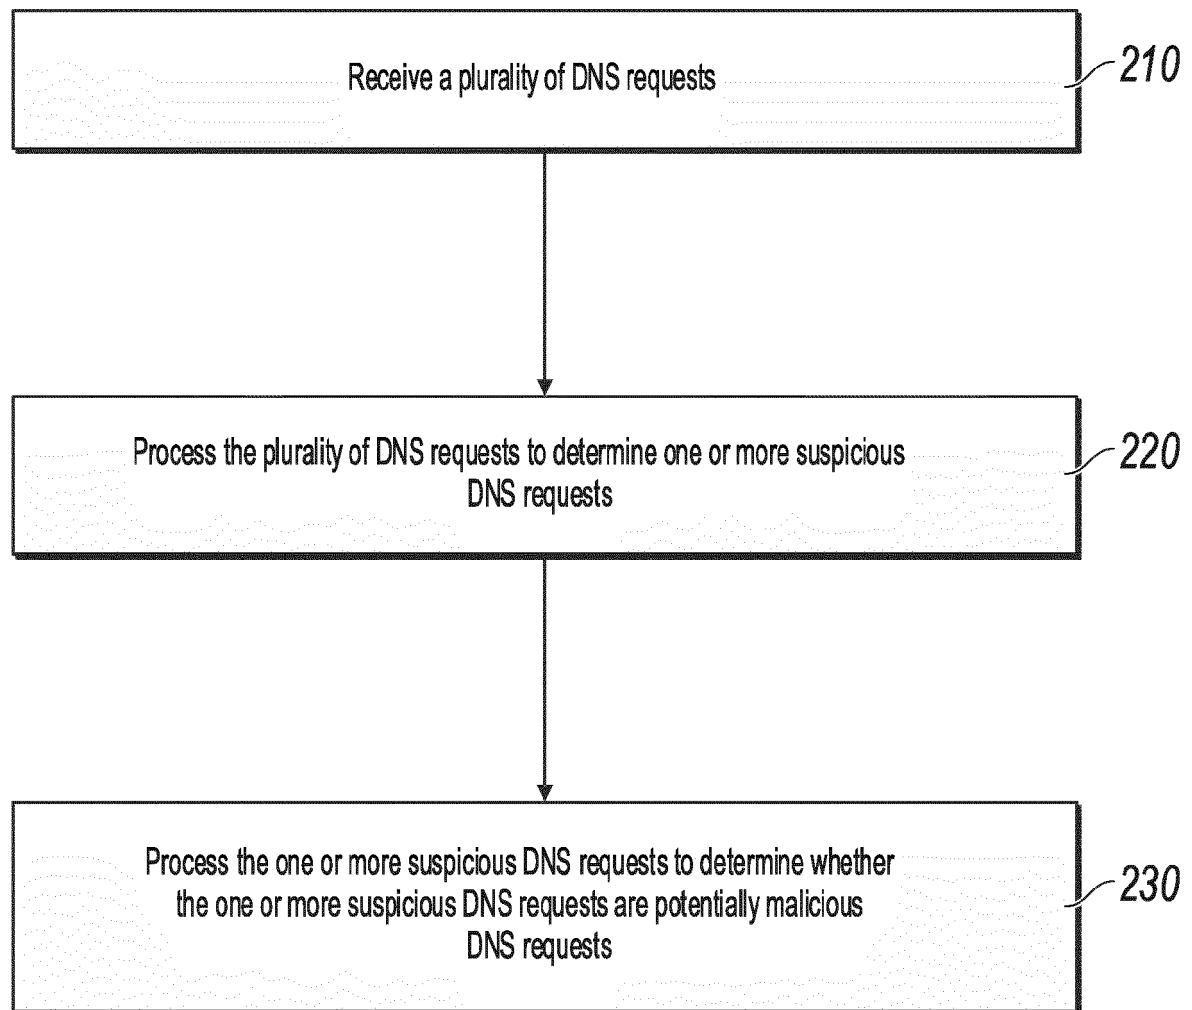 Receive a plurality of DNS requests
210
Process the plurality of DNS requests to determine one or more suspicious
DNS requests
220
Process the one or more suspicious DNS requests to determine whether
the one or more suspicious DNS requests are potentially malicious
DNS requests
230